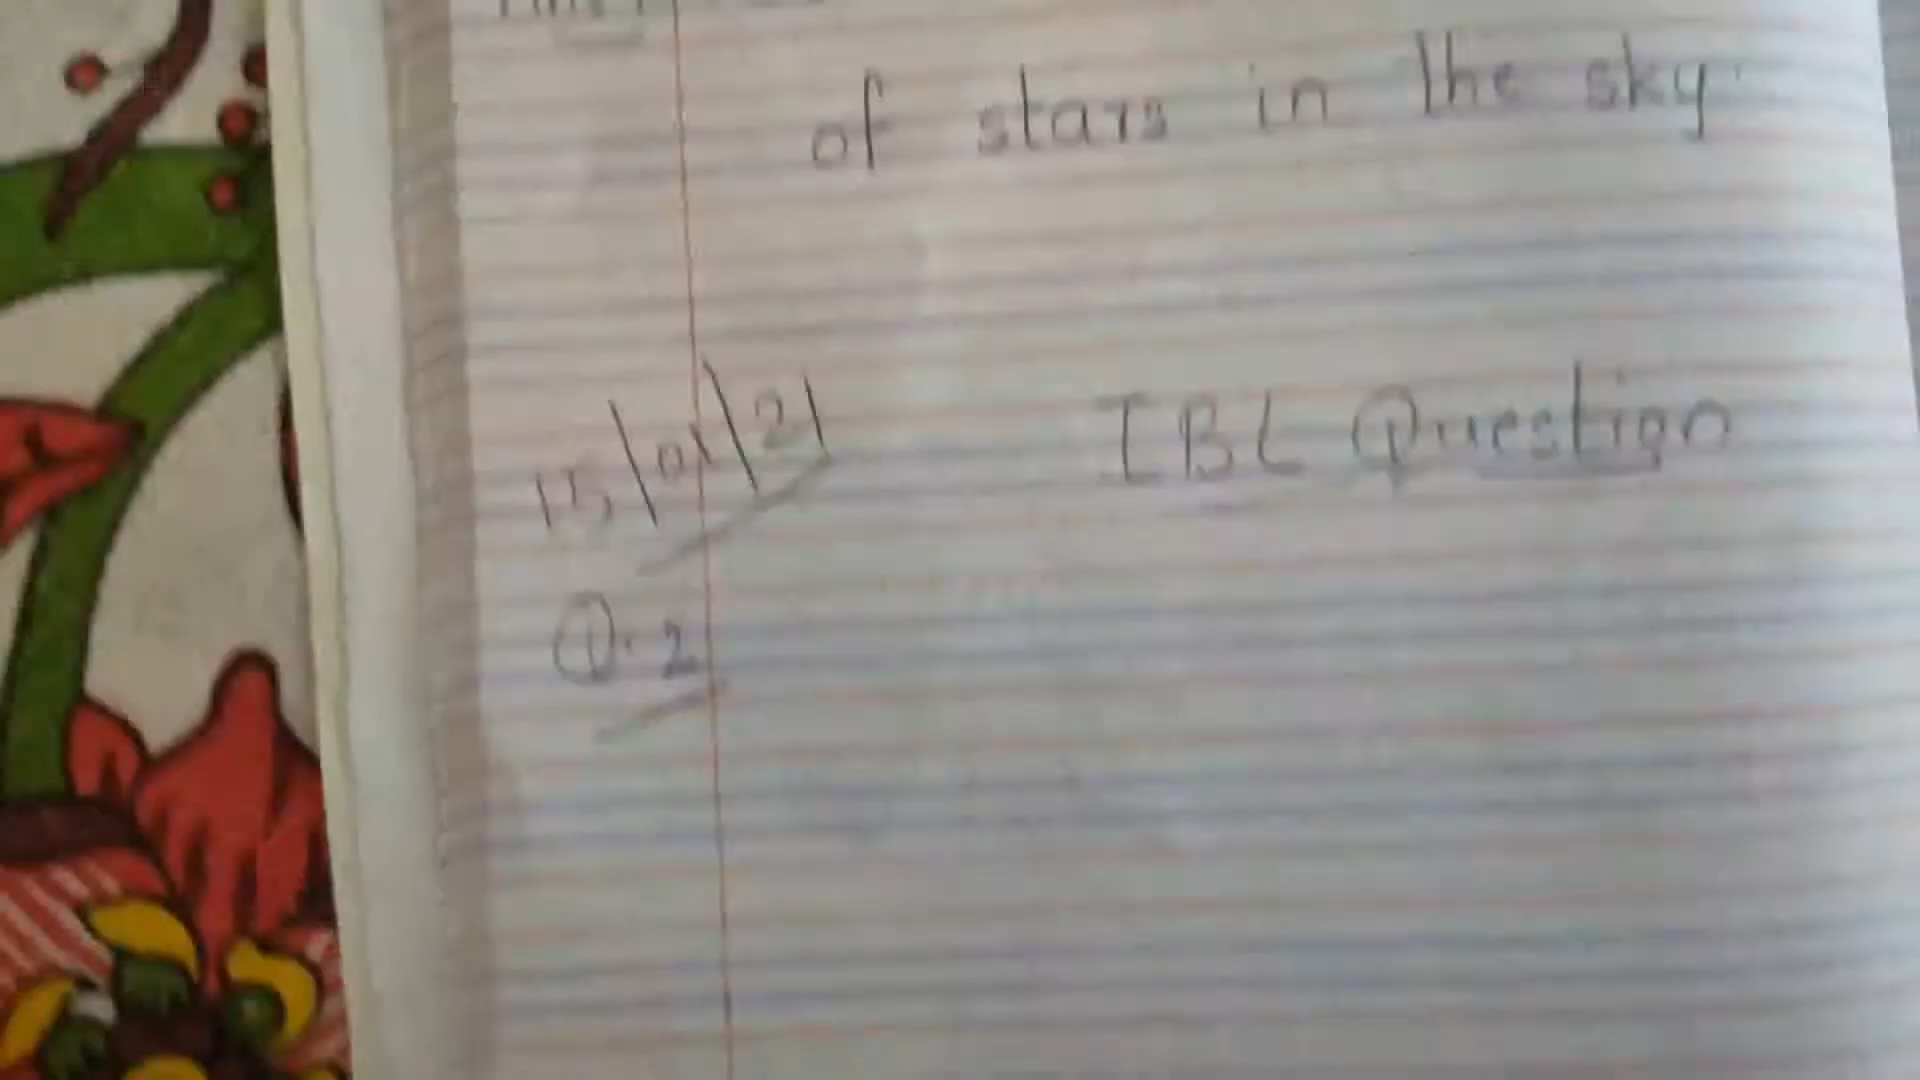 of stars in the sky.
15/01/21 IBL Question
Q.2